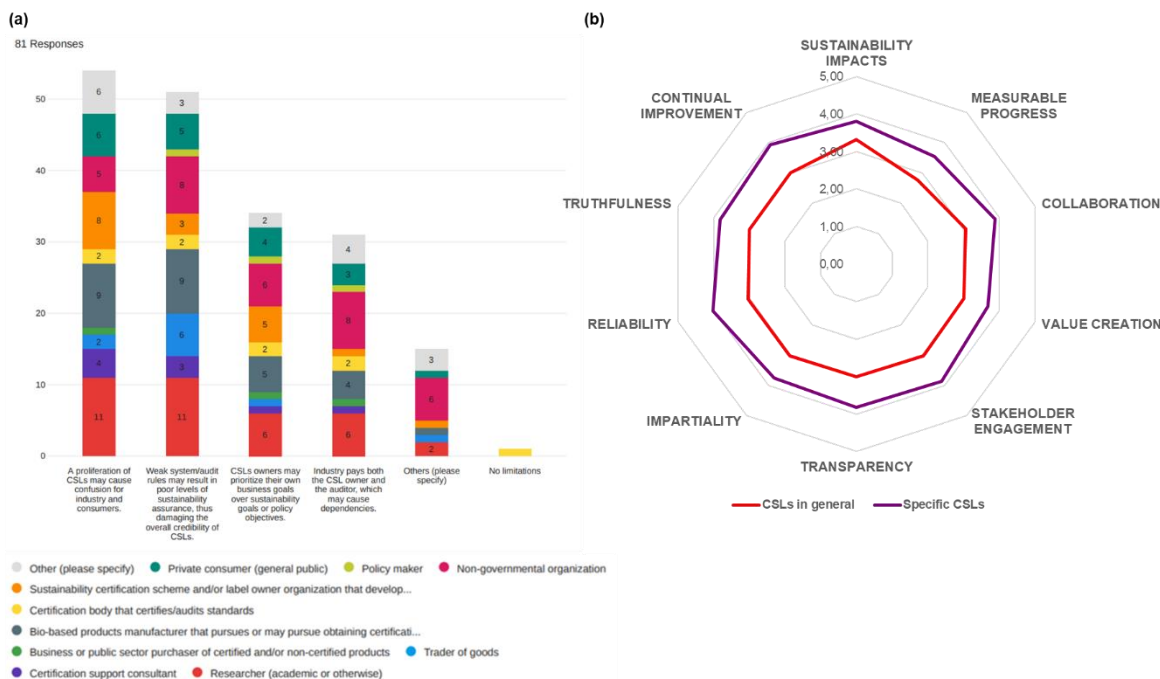 (a)
81 Responses
50
40
30
20
10
0
6
6
5
8
2
9
2
4
11
3
5
8
3
2
9
6
3
11
2
4
6
5
2
5
6
4
3
8
2
4
6
3
6
2
A proliferation of
CSLs may cause
confusion for
industry and
consumers.
Weak system/audit
rules may result in
poor levels of
sustainability
assurance, thus
damaging the
overall credibility of
CSLs.
CSLs owners may
prioritize their own
business goals
over sustainability
goals or policy
objectives.
Industry pays both
the CSL owner and
the auditor, which
may cause
dependencies.
Others (please
specify)
No limitations
Other (please specify)
Private consumer (general public)
Policy maker
Non-governmental organization
Sustainability certification scheme and/or label owner organization that develop...
Certification body that certifies/audits standards
Bio-based products manufacturer that pursues or may pursue obtaining certificati...
Business or public sector purchaser of certified and/or non-certified products
Trader of goods
Certification support consultant
Researcher (academic or otherwise)
(b)
SUSTAINABILITY
IMPACTS
MEASURABLE
PROGRESS
COLLABORATION
VALUE CREATION
STAKEHOLDER
ENGAGEMENT
TRANSPARENCY
IMPARTIALITY
RELIABILITY
TRUTHFULNESS
CONTINUAL
IMPROVEMENT
5,00
4,00
3,00
2,00
1,00
0,00
CSLs in general
Specific CSLs